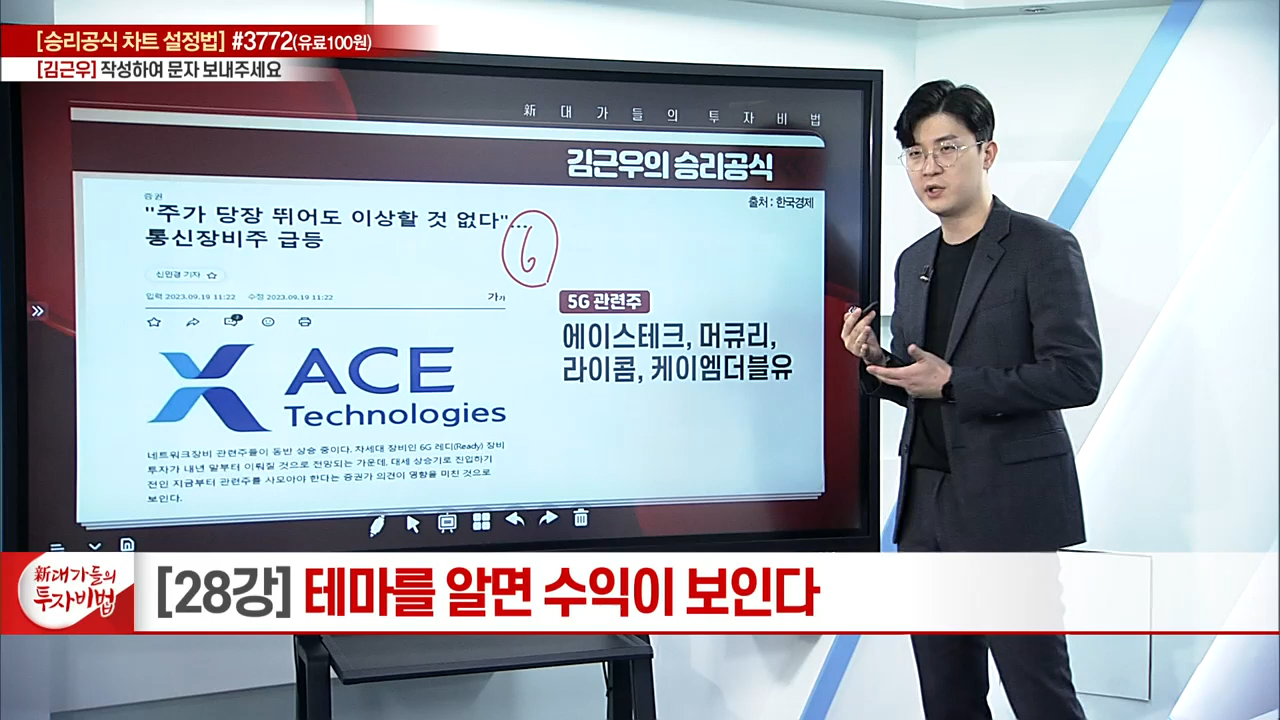 [승리공식 차트 설정법] #3772(유료100원)
[김근우] 작성하여 문자 보내주세요
新 대가들의 투자비법
김근우의 승리공식
출처 : 한국경제
증권
"주가 당장 뛰어도 이상할 것 없다"...
통신장비주 급등
6
신민경 기자
입력 2023.09.19 11:22 수정 2023.09.19 11:22
가가
ACE
Technologies
5G 관련주
에이스테크, 머큐리,
라이콤, 케이엠더블유
네트워크장비 관련주들이 동반 상승 중이다. 차세대 장비인 6G 레디(Ready) 장비
투자가 내년 말부터 이뤄질 것으로 전망되는 가운데, 대세 상승기로 진입하기
전인 지금부터 관련주를 사모아야 한다는 증권가 의견이 영향을 미친 것으로
보인다.
新대가들의
투자비법
[28강] 테마를 알면 수익이 보인다